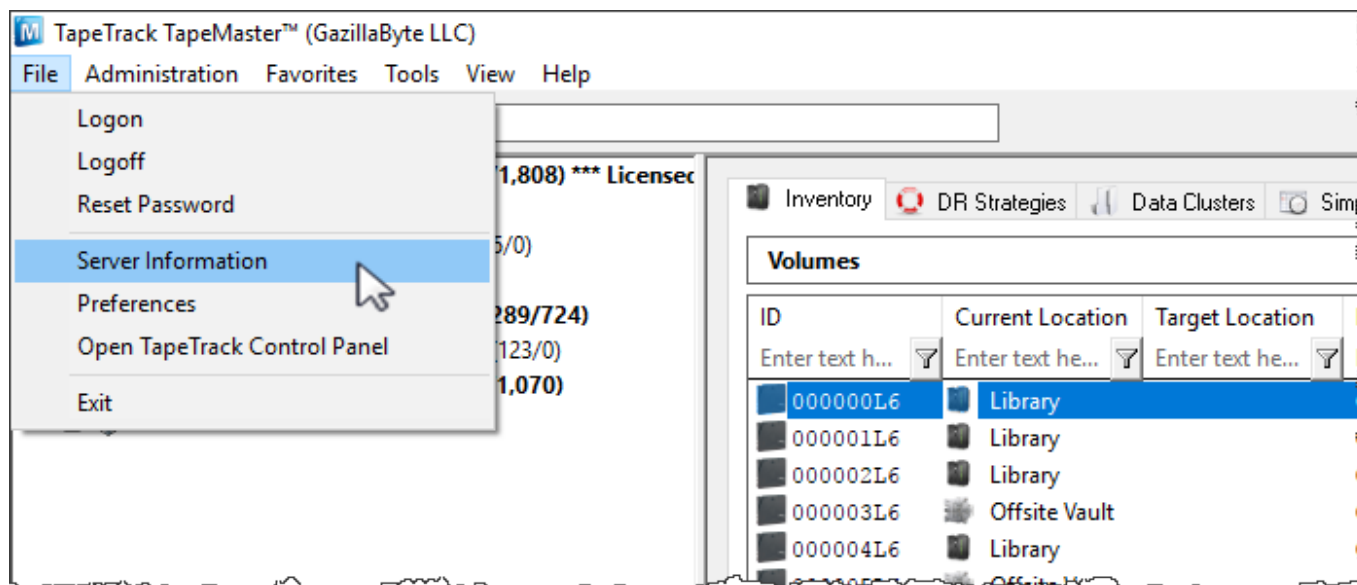 TapeTrack TapeMaster™ (GazillaByte LLC)
File Administration Favorites Tools View Help
Logon
Logoff
Reset Password
Server Information
Preferences
Open TapeTrack Control Panel
Exit
1,808) *** Licensed
/0)
289/724)
123/0)
1,070)
Inventory DR Strategies Data Clusters
Volumes
ID Current Location Target Location
Enter text h... Enter text he... Enter text he...
000000L6 Library
000001L6 Library
000002L6 Library
000003L6 Offsite Vault
000004L6 Library